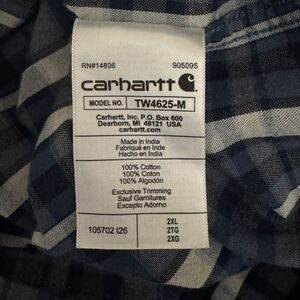 RN#14806 905095
carhartt
MODEL NO. TW4625-M
Carhartt, Inc. P.O. Box 600
Dearborn, MI 48121 USA
carhartt.com
Made in India
Fabriqué en Inde
Hecho en India
100% Cotton
100% Coton
100% Algodón
Exclusive Trimming
Sauf Garnitures
Excepto Adorno
105702 I26
2XL
2TG
2XG